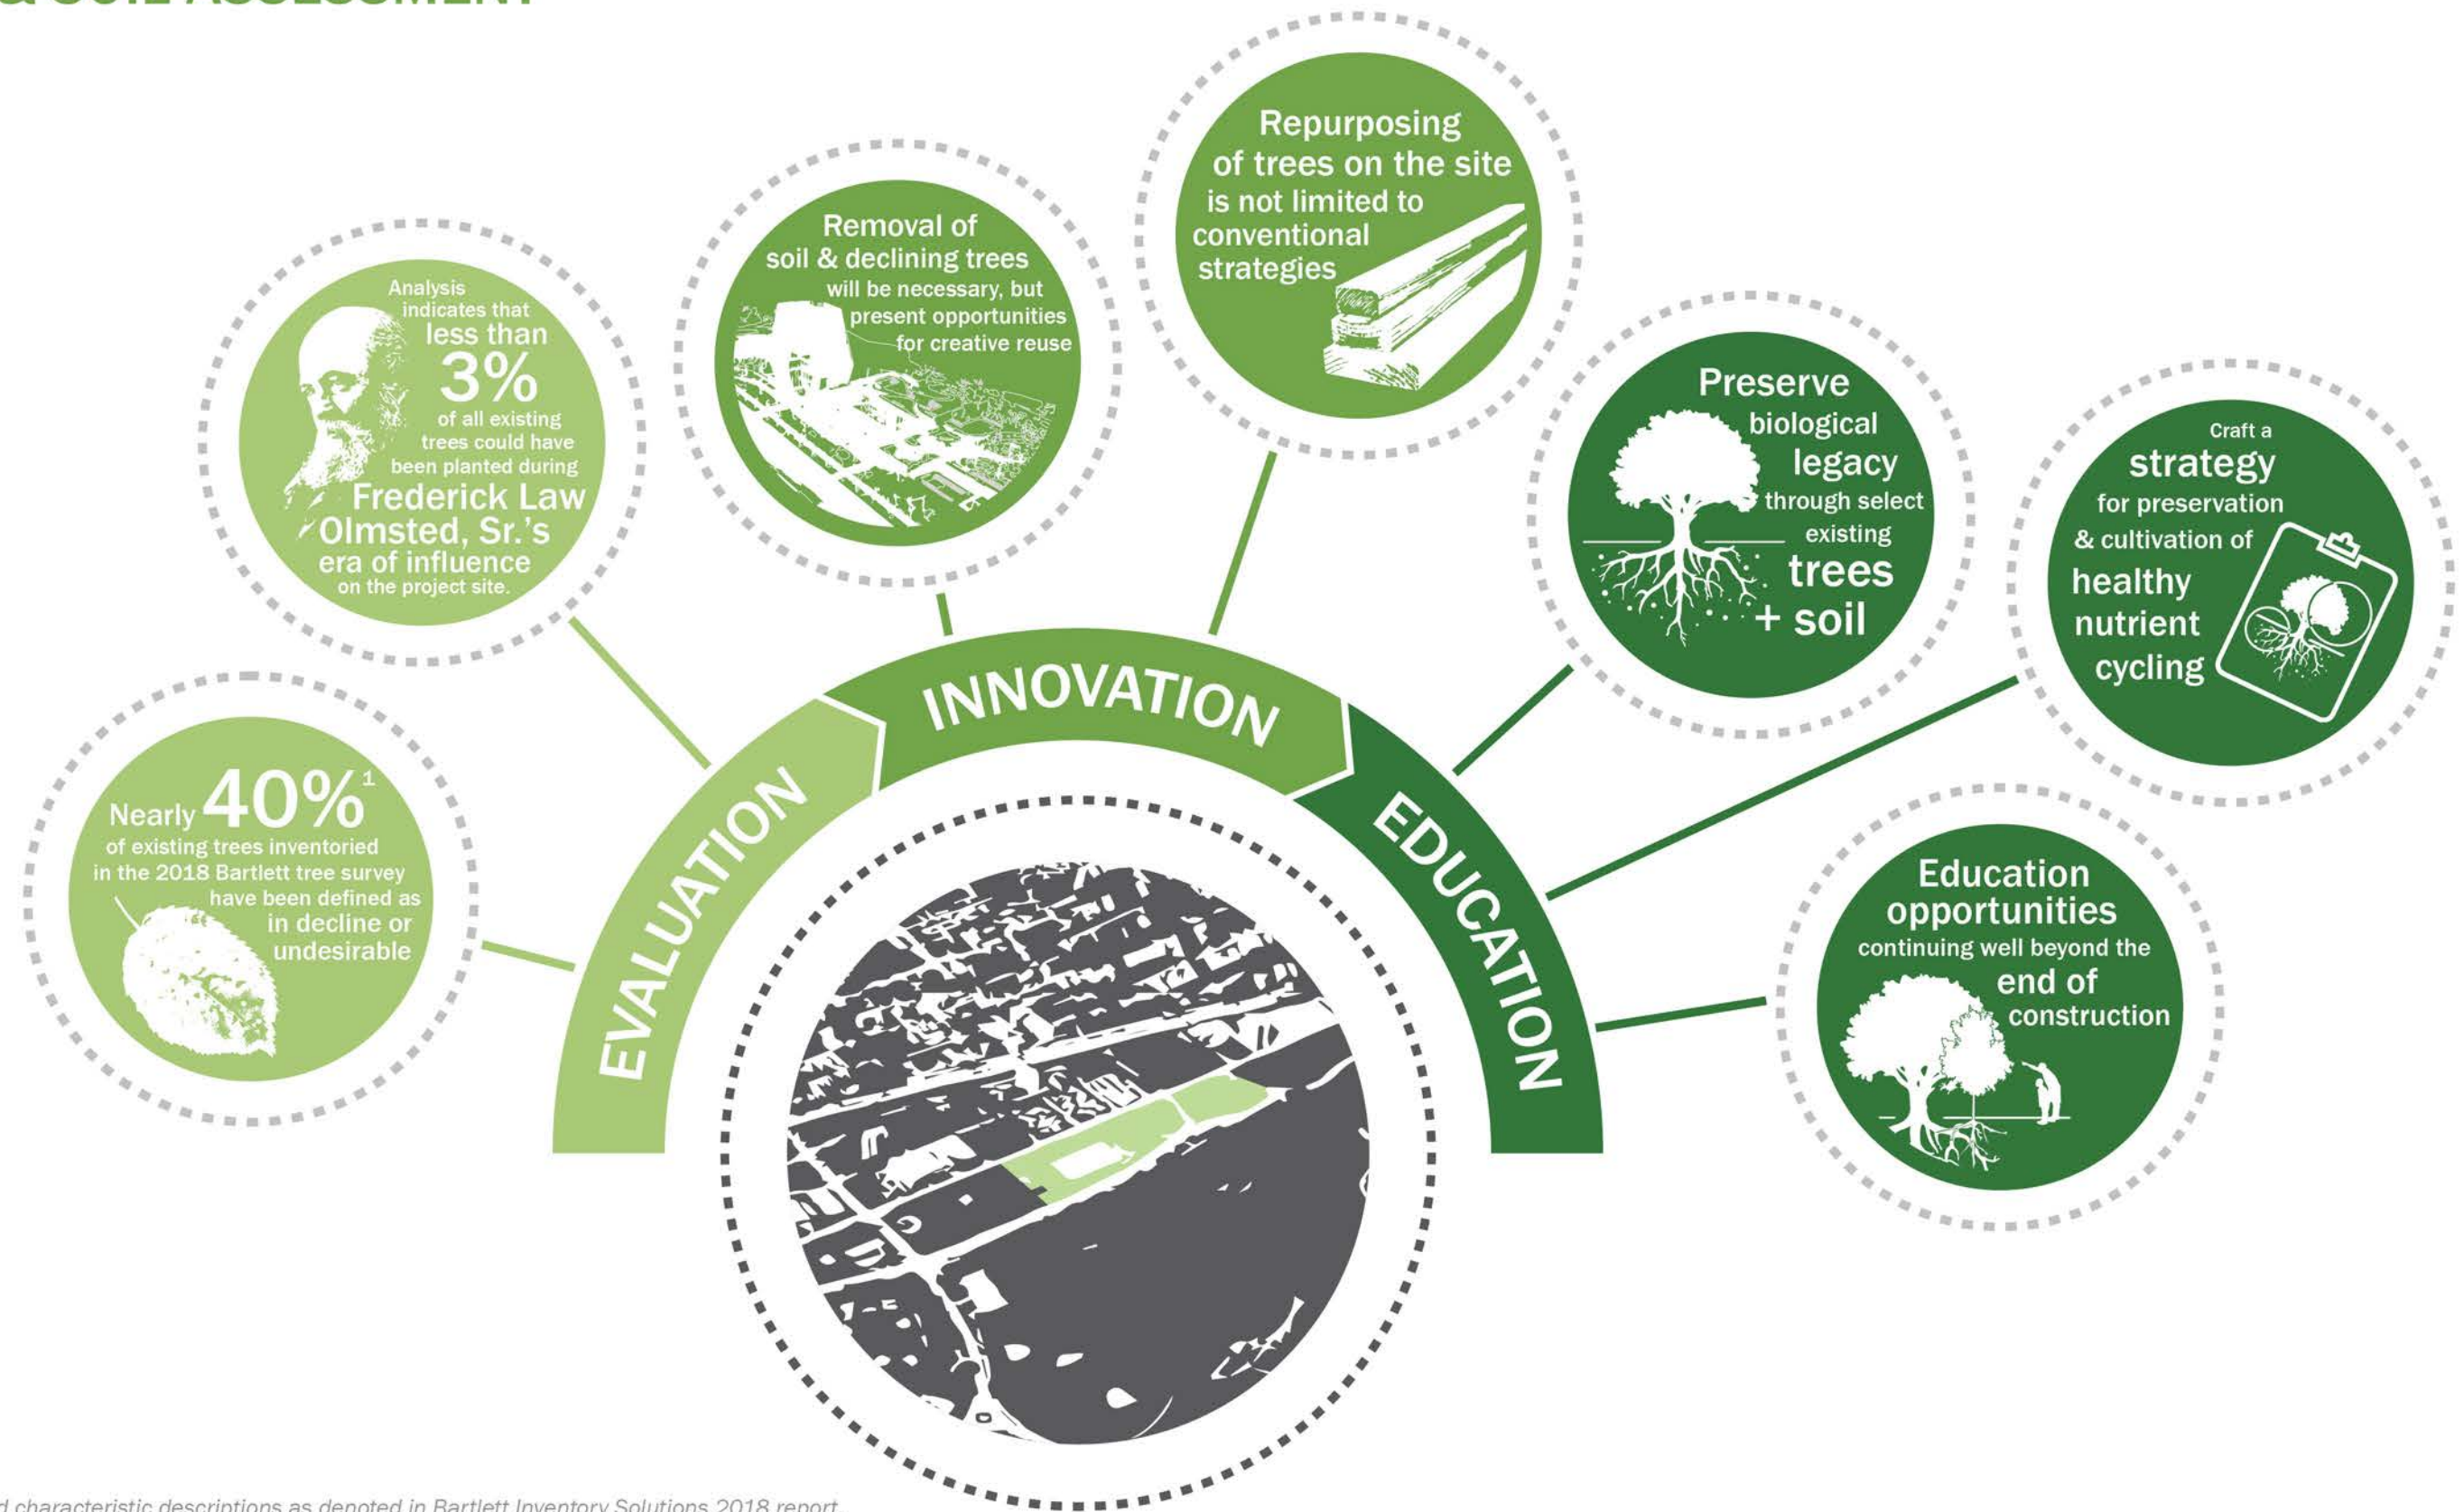 & SOIL ASSESSMENT
Repurposing
of trees on the site
is not limited to
conventional
strategies
Removal of
soil & declining trees
will be necessary, but
present opportunities
for creative reuse
Analysis
indicates that
less than
3%
of all existing
trees could have
been planted during
Frederick Law
Olmsted, Sr.'s
era of influence
on the project site.
Preserve
biological
legacy
through select
existing
trees
+ soil
Craft a
strategy
for preservation
& cultivation of
healthy
nutrient
cycling
Nearly 40%¹
of existing trees inventoried
in the 2018 Bartlett tree survey
have been defined as
in decline or
undesirable
EVALUATION
INNOVATION
EDUCATION
Education
opportunities
continuing well beyond the
end of
construction
characteristic descriptions as denoted in Bartlett Inventory Solutions 2018 report.